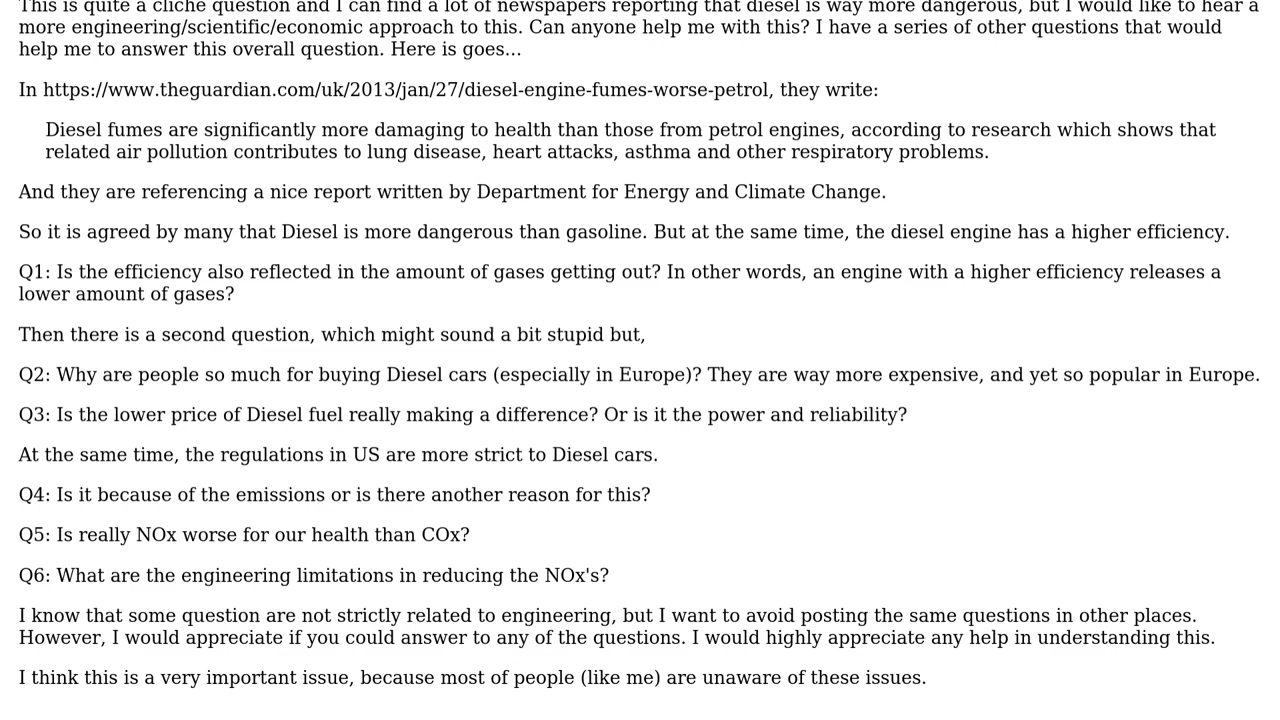 This is quite a cliche question and I can find a lot of newspapers reporting that diesel is way more dangerous, but I would like to hear a
more engineering/scientific/economic approach to this. Can anyone help me with this? I have a series of other questions that would
help me to answer this overall question. Here is goes...
In https://www.theguardian.com/uk/2013/jan/27/diesel-engine-fumes-worse-petrol, they write:
Diesel fumes are significantly more damaging to health than those from petrol engines, according to research which shows that
related air pollution contributes to lung disease, heart attacks, asthma and other respiratory problems.
And they are referencing a nice report written by Department for Energy and Climate Change.
So it is agreed by many that Diesel is more dangerous than gasoline. But at the same time, the diesel engine has a higher efficiency.
Q1: Is the efficiency also reflected in the amount of gases getting out? In other words, an engine with a higher efficiency releases a
lower amount of gases?
Then there is a second question, which might sound a bit stupid but,
Q2: Why are people so much for buying Diesel cars (especially in Europe)? They are way more expensive, and yet so popular in Europe.
Q3: Is the lower price of Diesel fuel really making a difference? Or is it the power and reliability?
At the same time, the regulations in US are more strict to Diesel cars.
Q4: Is it because of the emissions or is there another reason for this?
Q5: Is really NOx worse for our health than COx?
Q6: What are the engineering limitations in reducing the NOx's?
I know that some question are not strictly related to engineering, but I want to avoid posting the same questions in other places.
However, I would appreciate if you could answer to any of the questions. I would highly appreciate any help in understanding this.
I think this is a very important issue, because most of people (like me) are unaware of these issues.